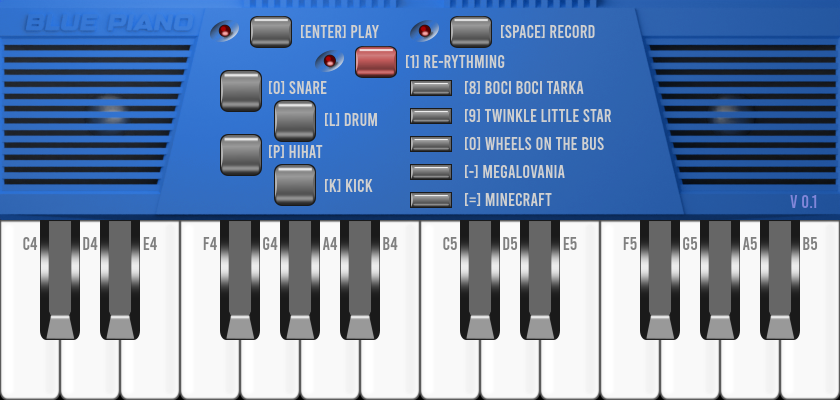 BLUE PIANO
[ENTER] PLAY
[SPACE] RECORD
[1] RE-RYTHMING
[O] SNARE
[8] BOCI BOCI TARKA
[L] DRUM
[9] TWINKLE LITTLE STAR
[P] HIHAT
[0] WHEELS ON THE BUS
[K] KICK
[-] MEGALOVANIA
[=] MINECRAFT
V 0.1
C4 D4 E4 F4 G4 A4 B4 C5 D5 E5 F5 G5 A5 B5